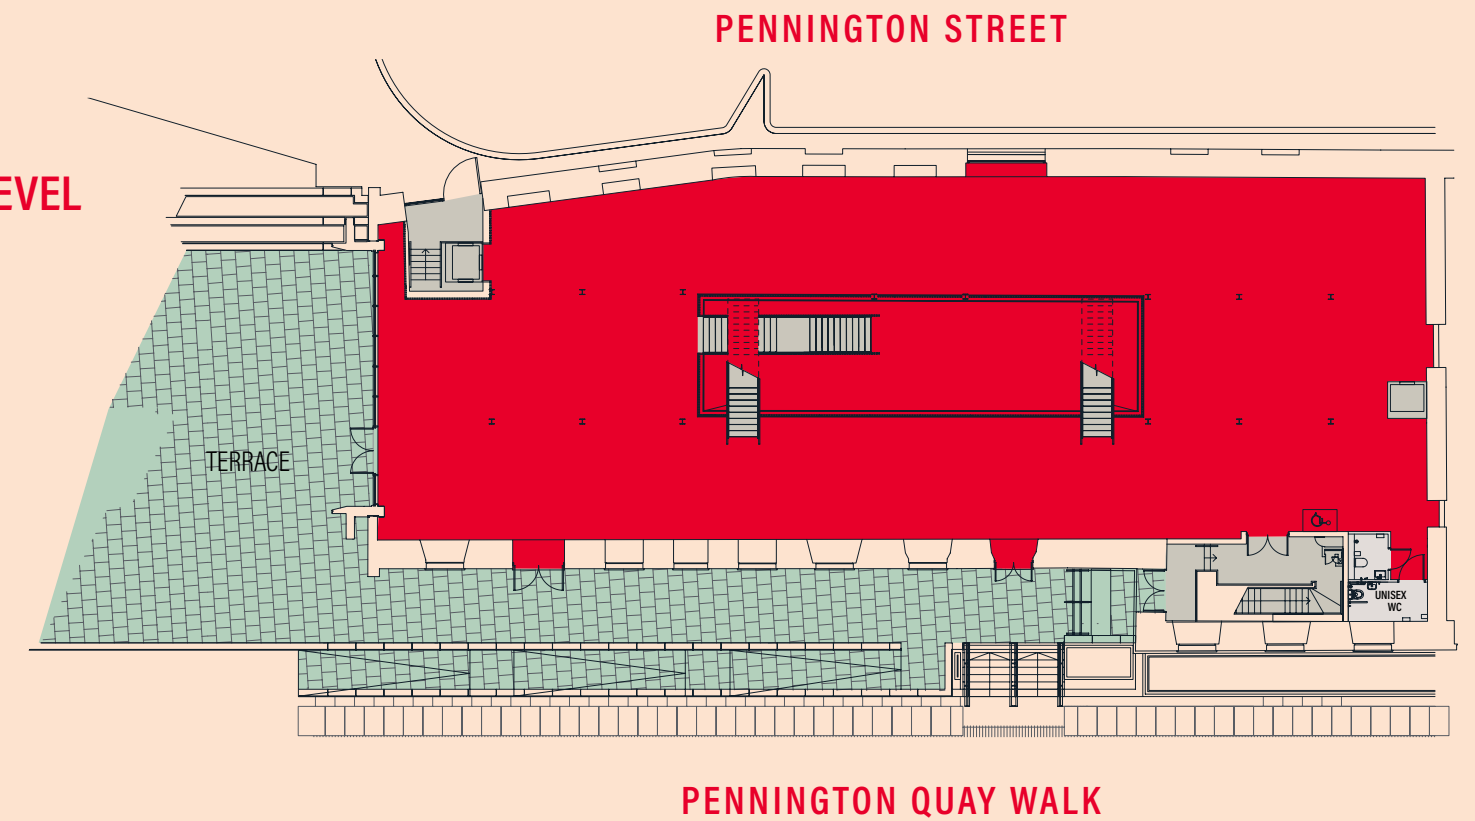 PENNINGTON STREET
EVEL
TERRACE
UNISEX
WC
PENNINGTON QUAY WALK